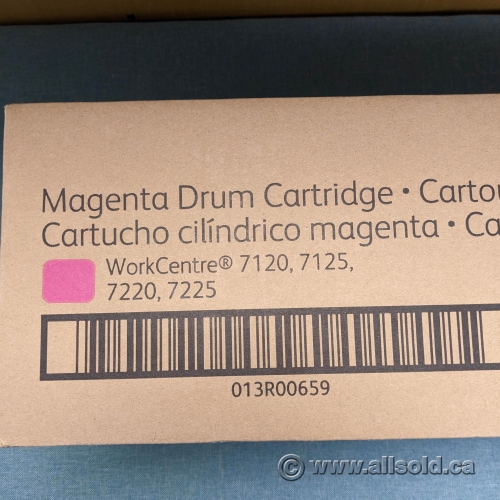 Magenta Drum Cartridge •
Cartucho cilíndrico magenta •
WorkCentre® 7120, 7125,
7220, 7225
013R00659
www.allsold.ca